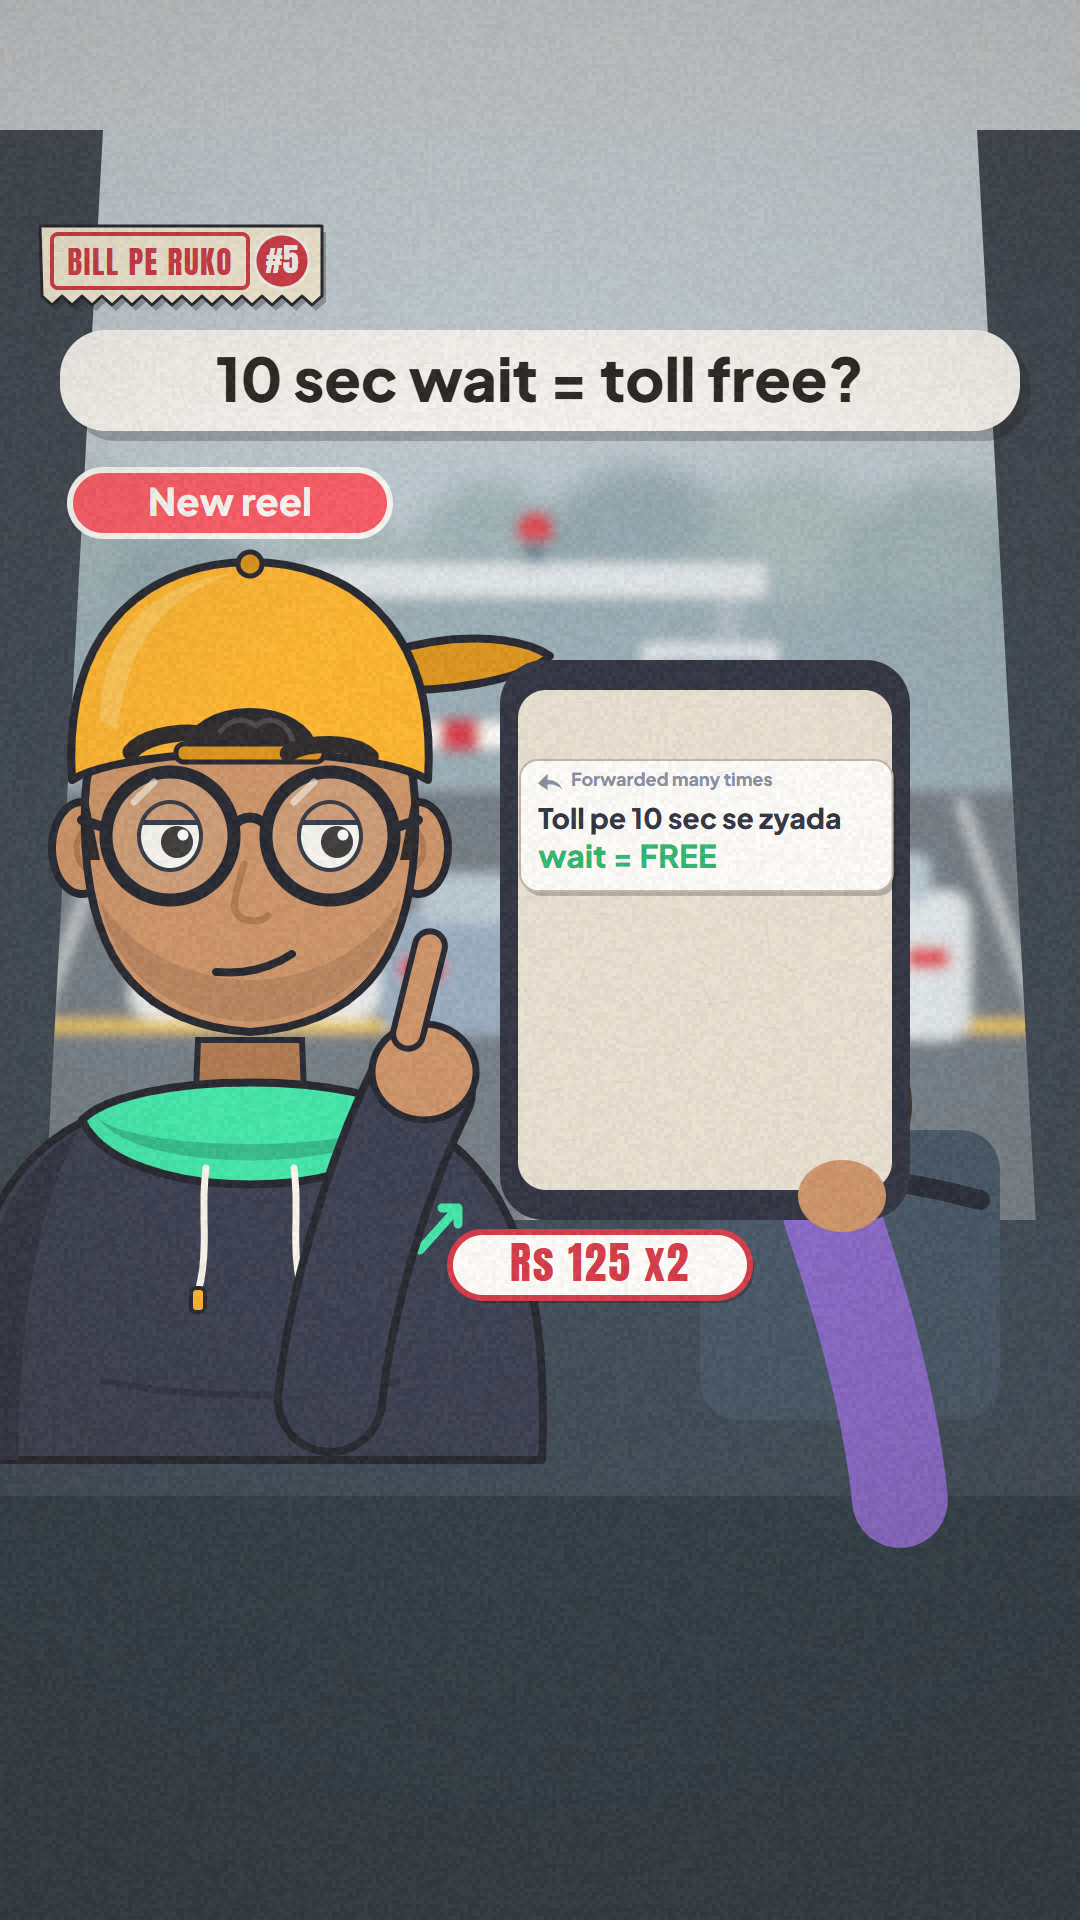 BILL PE RUKO #5
10 sec wait = toll free?
New reel
Forwarded many times
Toll pe 10 sec se zyada
wait = FREE
Rs 125 x2